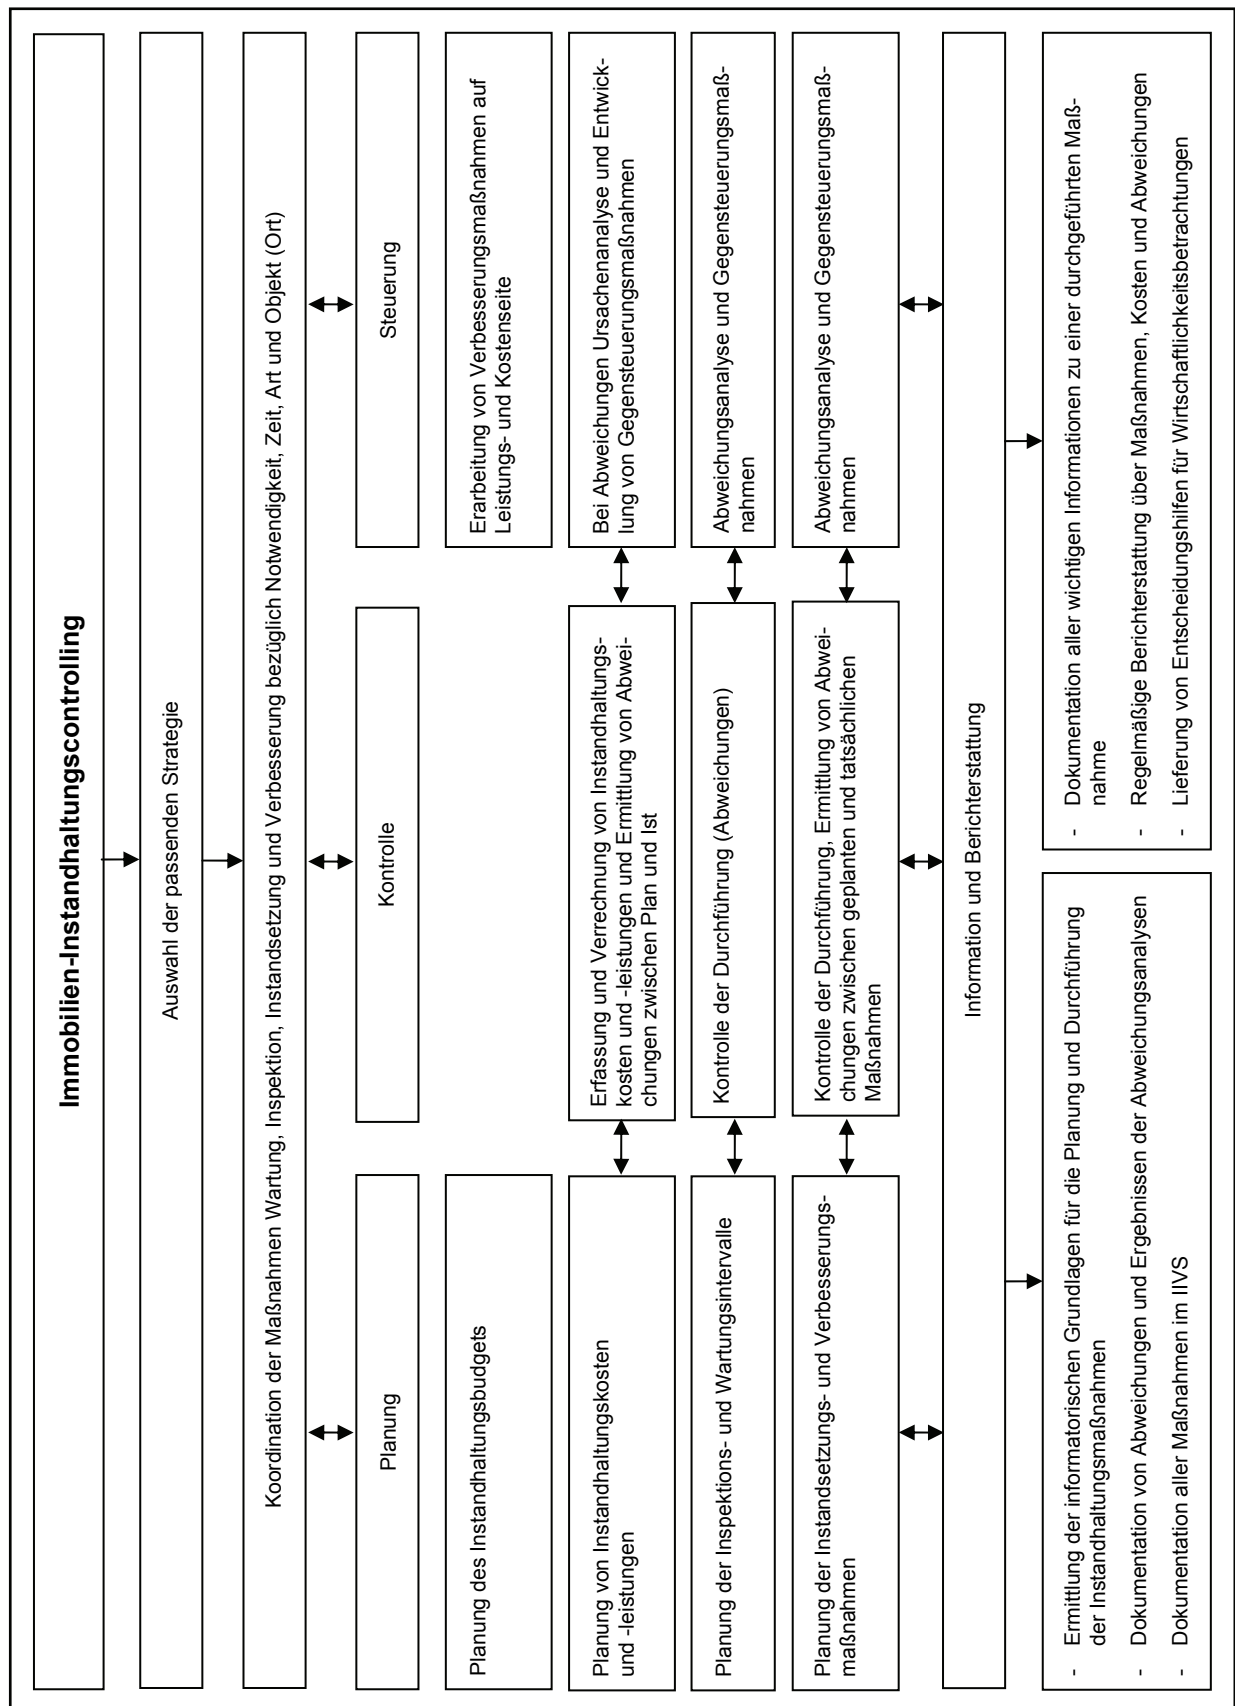 Immobilien-Instandhaltungscontrolling
Auswahl der passenden Strategie
Koordination der Maßnahmen Wartung, Inspektion, Instandsetzung und Verbesserung bezüglich Notwendigkeit, Zeit, Art und Objekt (Ort)
Planung
Kontrolle
Steuerung
Planung des Instandhaltungsbudgets
Erarbeitung von Verbesserungsmaßnahmen auf
Leistungs- und Kostenseite
Planung von Instandhaltungskosten
und -leistungen
Erfassung und Verrechnung von Instandhaltungs-
kosten und -leistungen und Ermittlung von Abwei-
chungen zwischen Plan und Ist
Bei Abweichungen Ursachenanalyse und Entwick-
lung von Gegensteuerungsmaßnahmen
Planung der Inspektions- und Wartungsintervalle
Kontrolle der Durchführung (Abweichungen)
Abweichungsanalyse und Gegensteuerungsmaß-
nahmen
Planung der Instandsetzungs- und Verbesserungs-
maßnahmen
Kontrolle der Durchführung, Ermittlung von Abwei-
chungen zwischen geplanten und tatsächlichen
Maßnahmen
Abweichungsanalyse und Gegensteuerungsmaß-
nahmen
Information und Berichterstattung
- Ermittlung der informatorischen Grundlagen für die Planung und Durchführung
der Instandhaltungsmaßnahmen
- Dokumentation von Abweichungen und Ergebnissen der Abweichungsanalysen
- Dokumentation aller Maßnahmen im IIVS
- Dokumentation aller wichtigen Informationen zu einer durchgeführten Maß-
nahme
- Regelmäßige Berichterstattung über Maßnahmen, Kosten und Abweichungen
- Lieferung von Entscheidungshilfen für Wirtschaftlichkeitsbetrachtungen